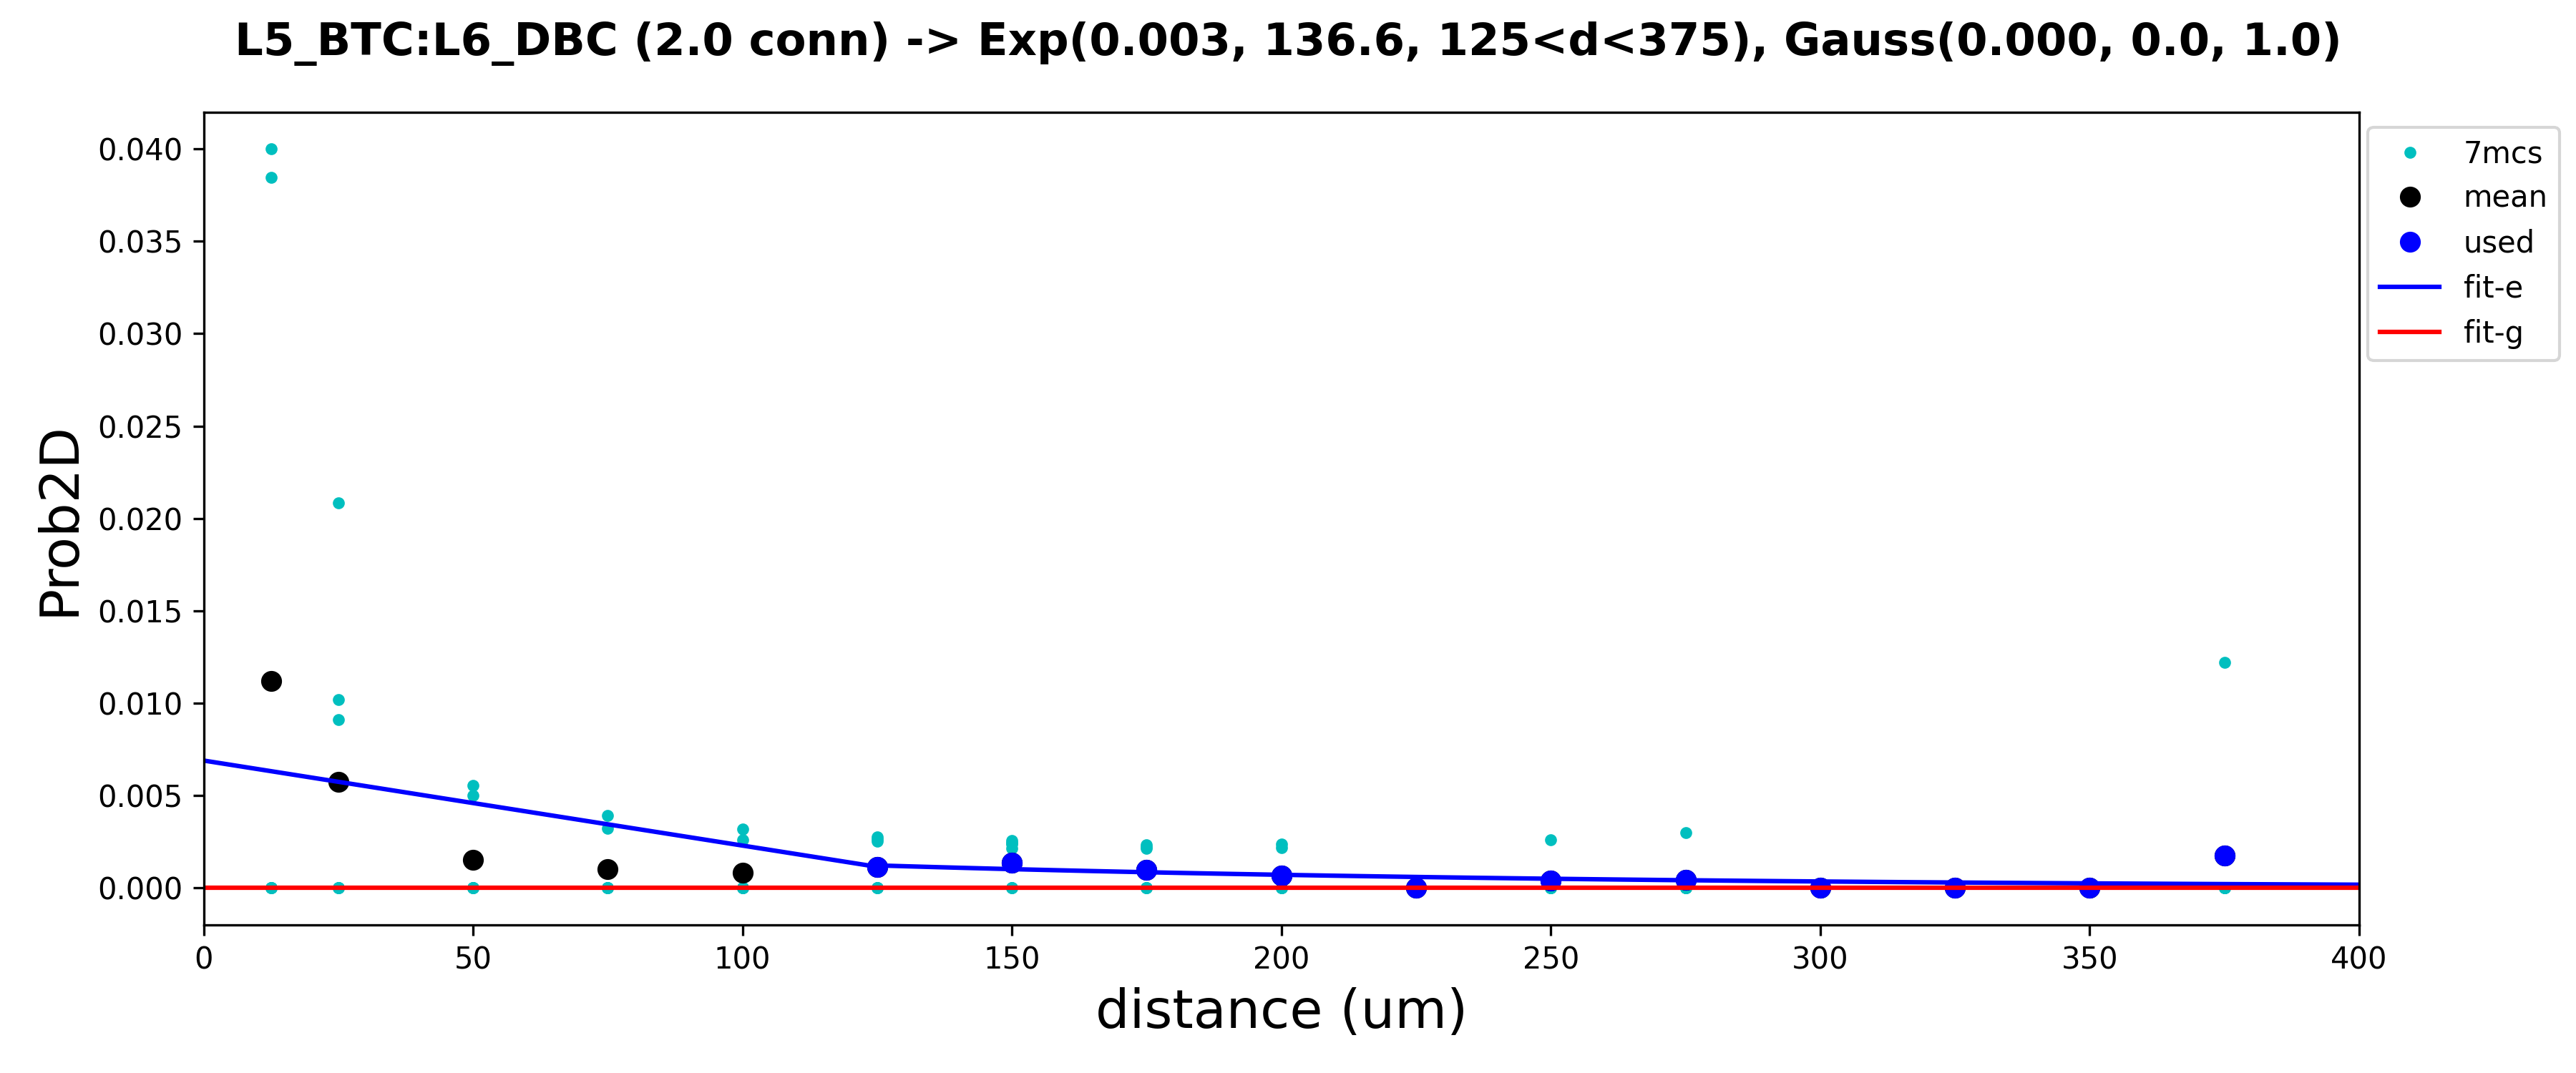 L5_BTC:L6_DBC (2.0 conn) -> Exp(0.003, 136.6, 125<d<375), Gauss(0.000, 0.0, 1.0)
0.040
0.035
0.030
0.025
0.020
0.015
0.010
0.005
0.000
Prob2D
0 50 100 150 200 250 300 350 400
distance (um)
7mcs
mean
used
fit-e
fit-g